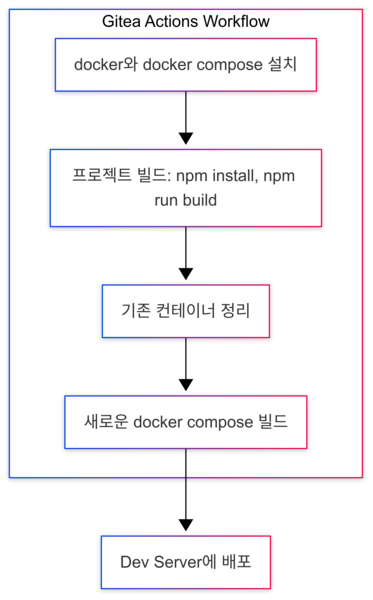 Gitea Actions Workflow
docker와 docker compose 설치
프로젝트 빌드: npm install, npm
run build
기존 컨테이너 정리
새로운 docker compose 빌드
Dev Server에 배포